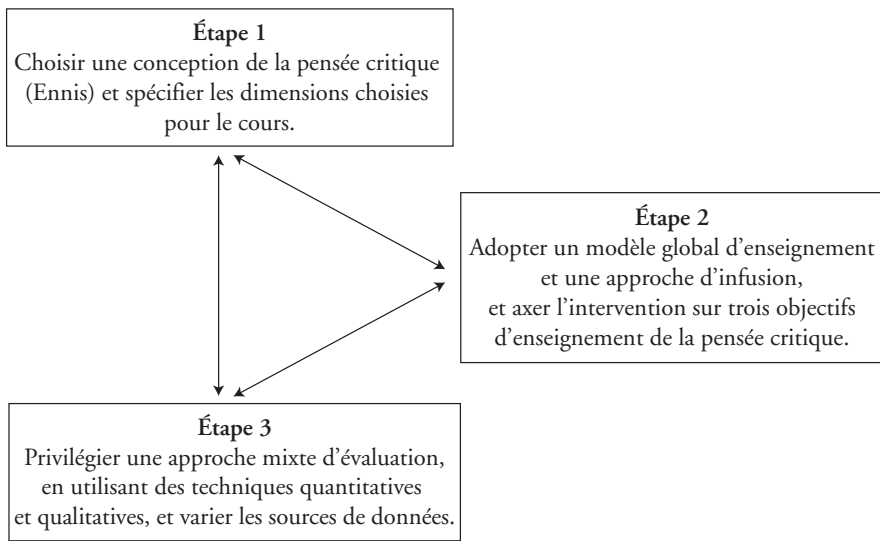 Étape 1
Choisir une conception de la pensée critique
(Ennis) et spécifier les dimensions choisies
pour le cours.
Étape 2
Adopter un modèle global d’enseignement
et une approche d’infusion,
et axer l’intervention sur trois objectifs
d’enseignement de la pensée critique.
Étape 3
Privilégier une approche mixte d’évaluation,
en utilisant des techniques quantitatives
et qualitatives, et varier les sources de données.